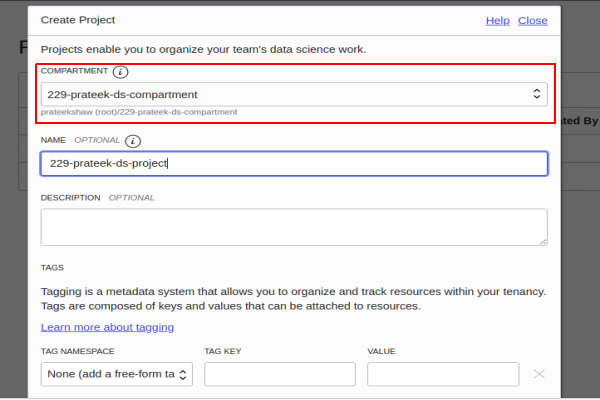 Create Project
Help Close
Projects enable you to organize your team's data science work.
COMPARTMENT i
229-prateek-ds-compartment
prateekshaw (root)/229-prateek-ds-compartment
ted By
NAME OPTIONAL i
229-prateek-ds-project
DESCRIPTION OPTIONAL
TAGS
Tagging is a metadata system that allows you to organize and track resources within your tenancy.
Tags are composed of keys and values that can be attached to resources.
Learn more about tagging
TAG NAMESPACE TAG KEY VALUE
None (add a free-form ta